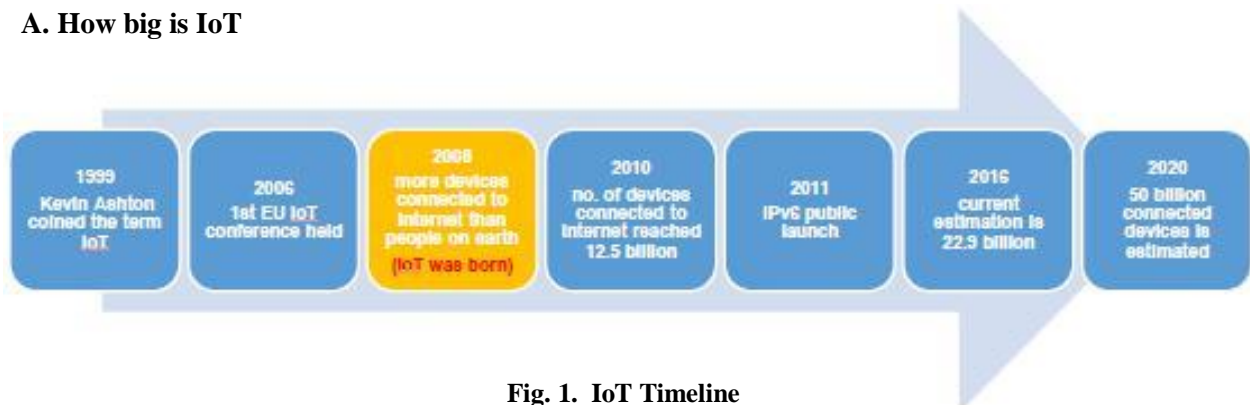 A. How big is IoT
1999
Kevin Ashton
coined the term
IoT
2006
1st EU IoT
conference held
2008
more devices
connected to
Internet than
people on earth
(IoT was born)
2010
no. of devices
connected to
Internet reached
12.5 billion
2011
IPv6 public
launch
2016
current
estimation is
22.9 billion
2020
50 billion
connected
devices is
estimated
Fig. 1. IoT Timeline